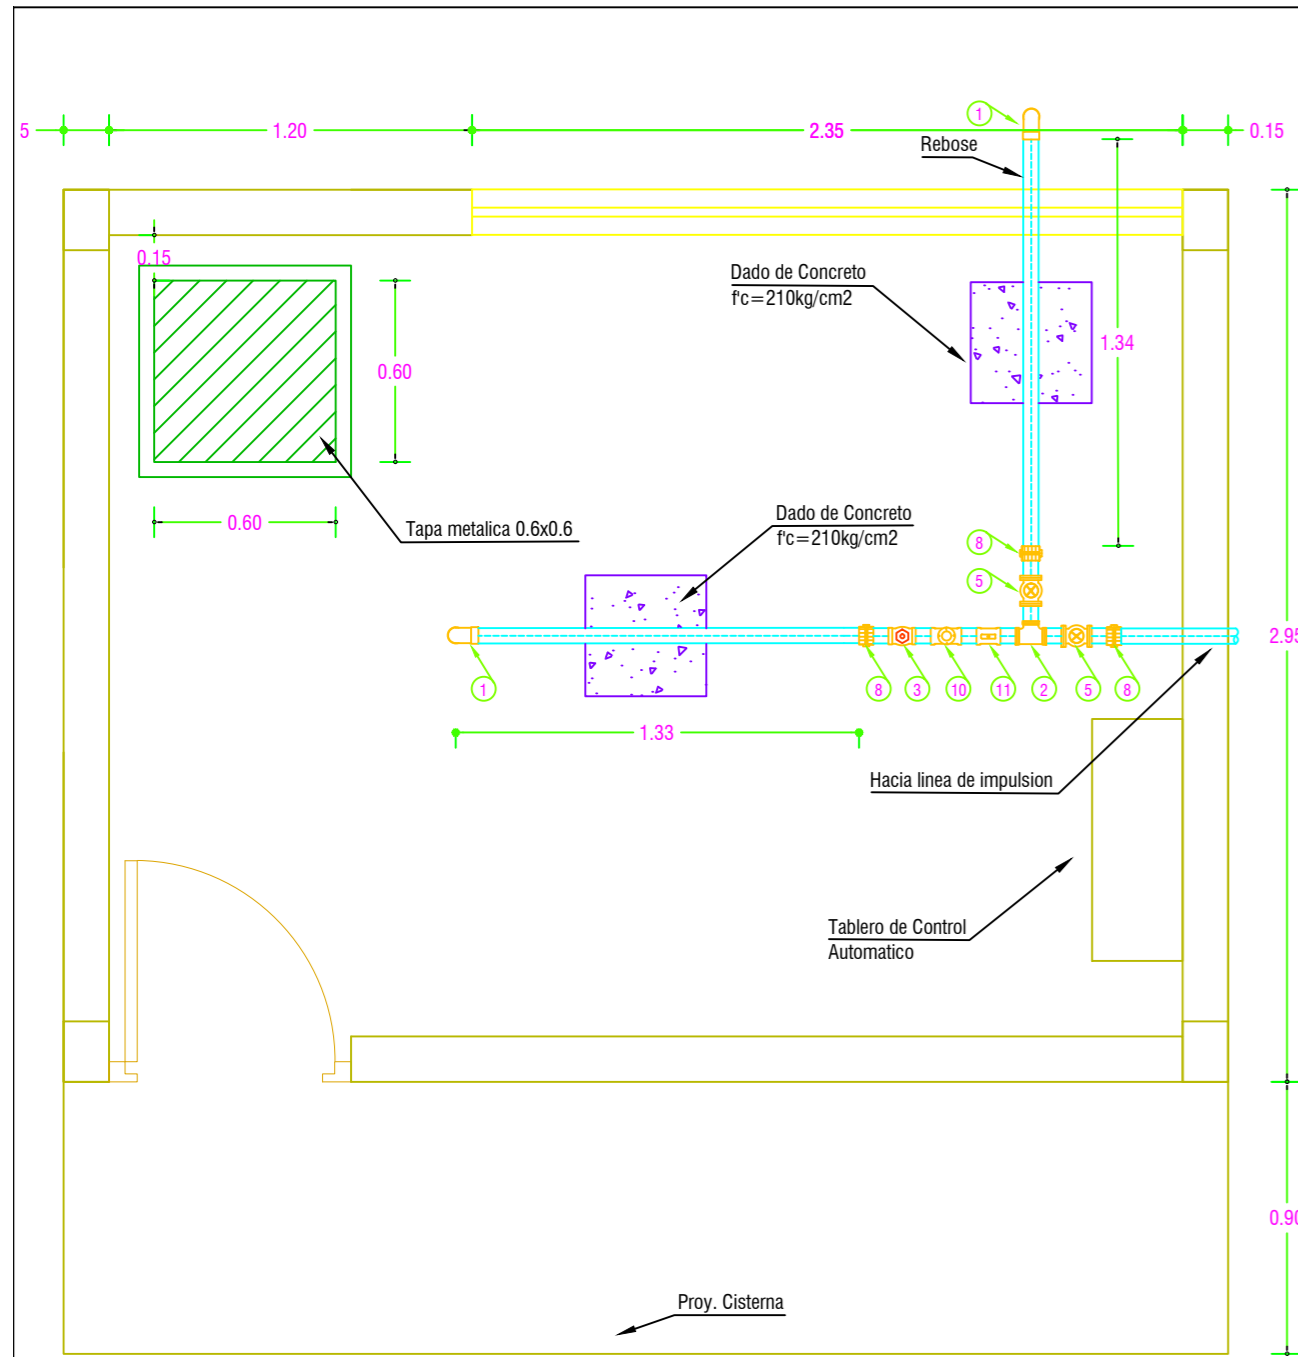 1
5
1.20
2.35
0.15
Rebose
0.15
Dado de Concreto
f'c=210kg/cm2
1.34
0.60
0.60
Tapa metalica 0.6x0.6
Dado de Concreto
f'c=210kg/cm2
8
5
2.95
1
8
3
10
11
2
5
8
1.33
Hacia linea de impulsion
Tablero de Control
Automatico
0.90
Proy. Cisterna